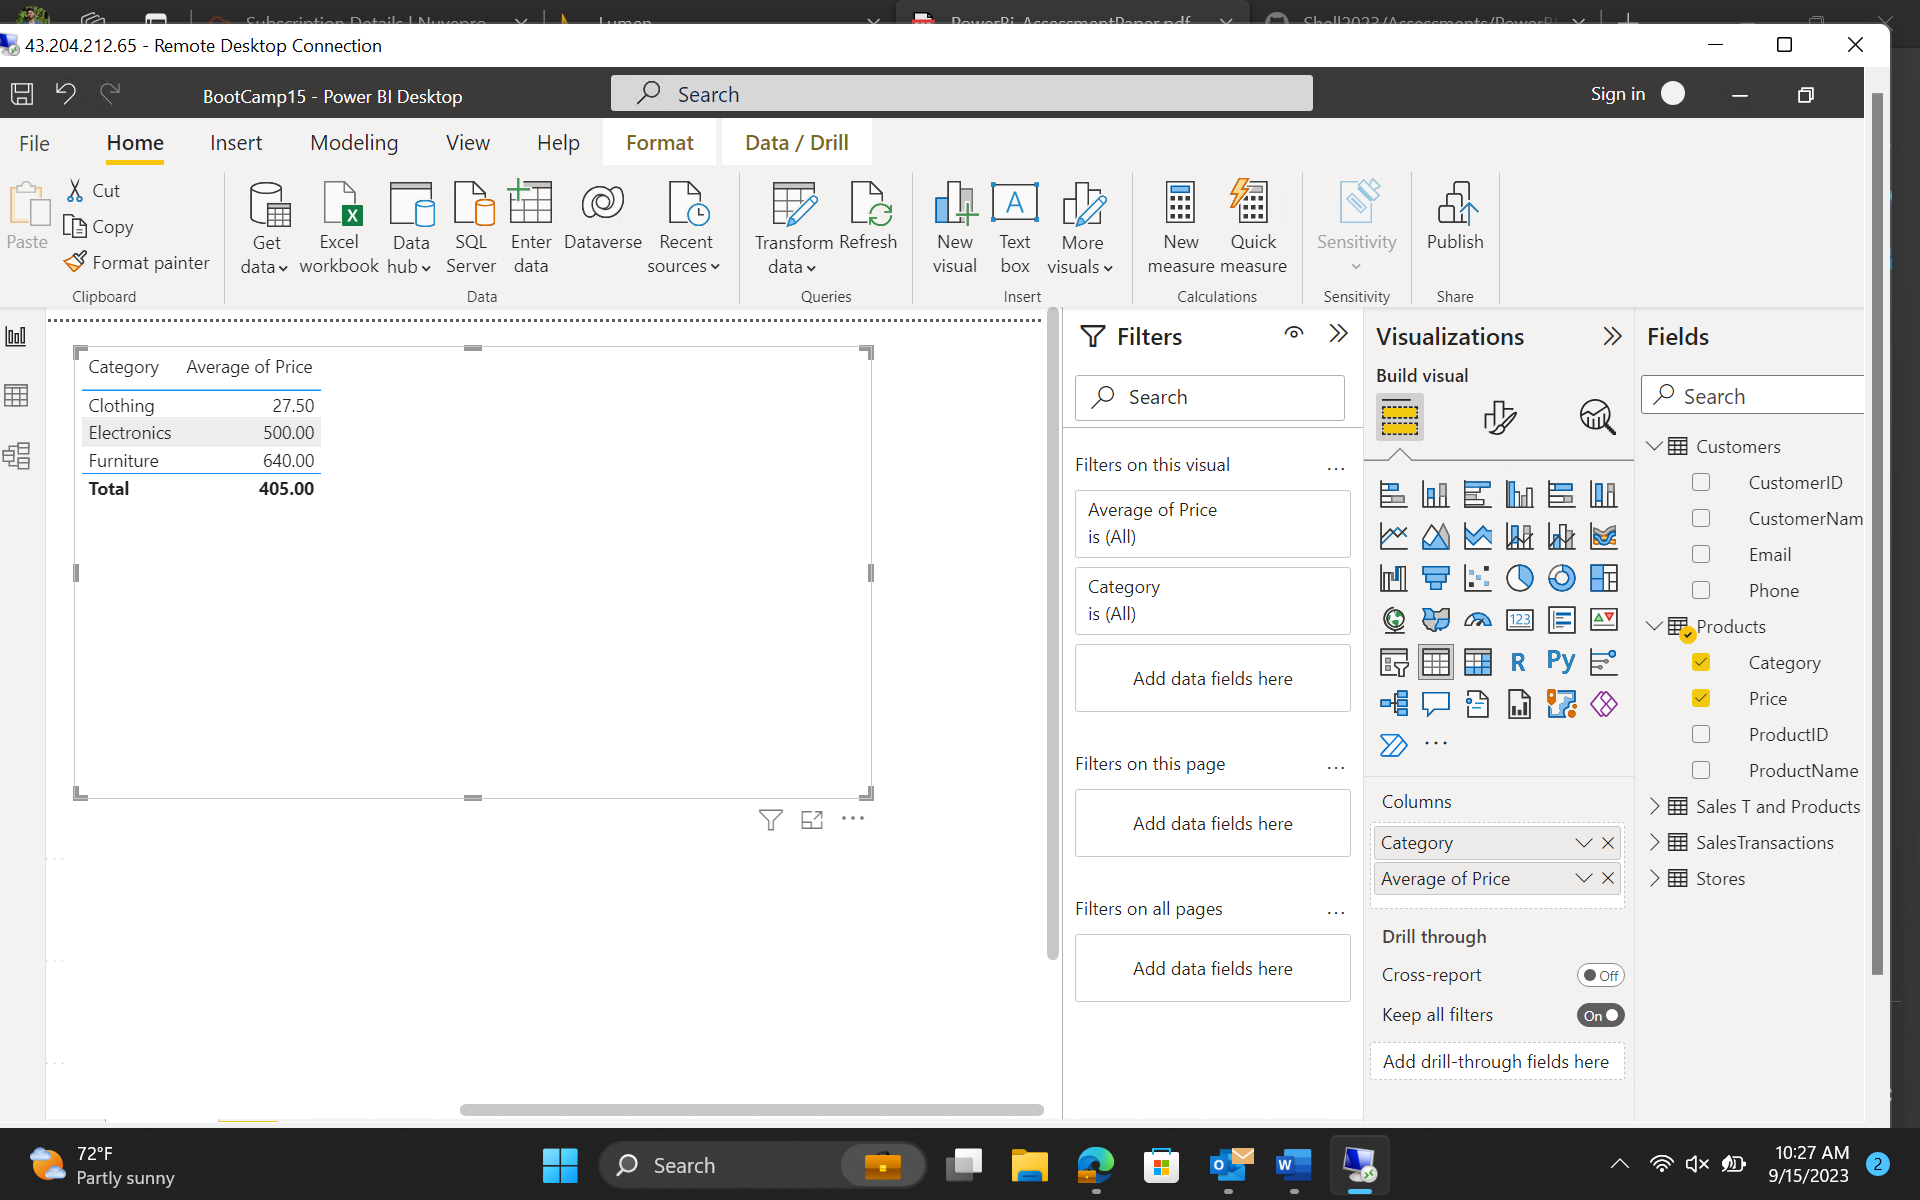 Subscription Details | Nuvepro
Lumen
PowerBi_AssessmentPaper.pdf
Shell2023/Assessments/PowerBI
43.204.212.65 - Remote Desktop Connection
BootCamp15 - Power BI Desktop
Search
Sign in
File
Home
Insert
Modeling
View
Help
Format
Data / Drill
Paste
Cut
Copy
Format painter
Clipboard
Get data
Excel workbook
Data hub
SQL Server
Enter data
Dataverse
Recent sources
Data
Transform data
Refresh
Queries
New visual
Text box
More visuals
Insert
New measure
Quick measure
Calculations
Sensitivity
Sensitivity
Publish
Share
Category Average of Price
Clothing 27.50
Electronics 500.00
Furniture 640.00
Total 405.00
Filters
Search
Filters on this visual ...
Average of Price
is (All)
Category
is (All)
Add data fields here
Filters on this page ...
Add data fields here
Filters on all pages ...
Add data fields here
Visualizations
Build visual
123
R
Py
...
Columns
Category
Average of Price
Drill through
Cross-report Off
Keep all filters On
Add drill-through fields here
Fields
Search
Customers
CustomerID
CustomerNam
Email
Phone
Products
Category
Price
ProductID
ProductName
Sales T and Products
SalesTransactions
Stores
72°F
Partly sunny
Search
10:27 AM
9/15/2023
2